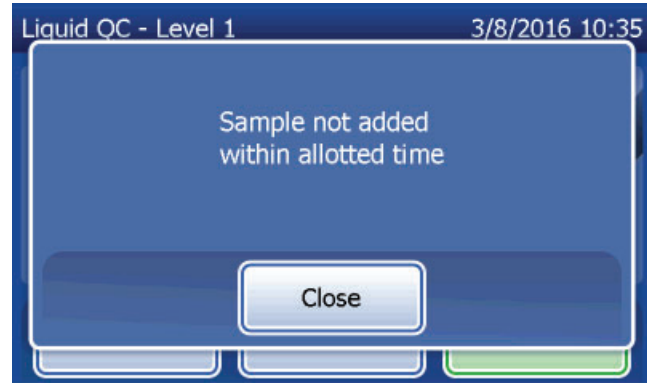 Liquid QC - Level 1 3/8/2016 10:35
Sample not added
within allotted time
Close